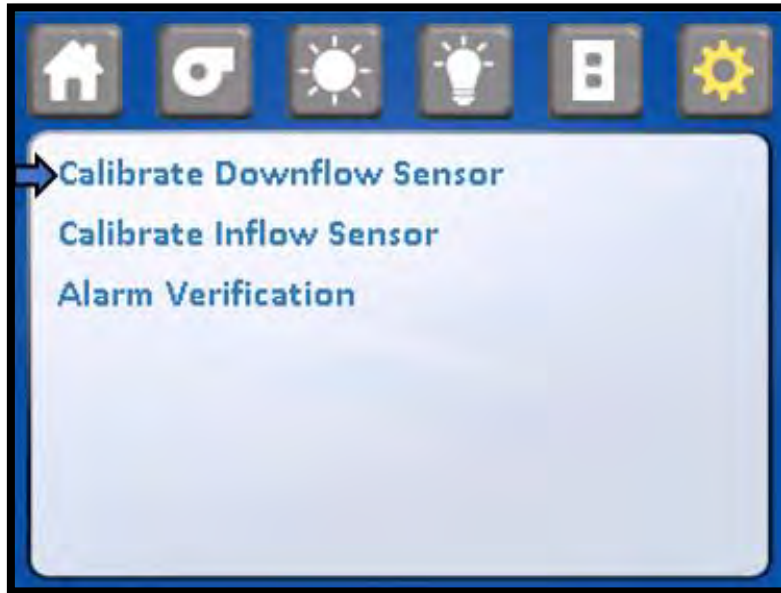 Calibrate Downflow Sensor
Calibrate Inflow Sensor
Alarm Verification